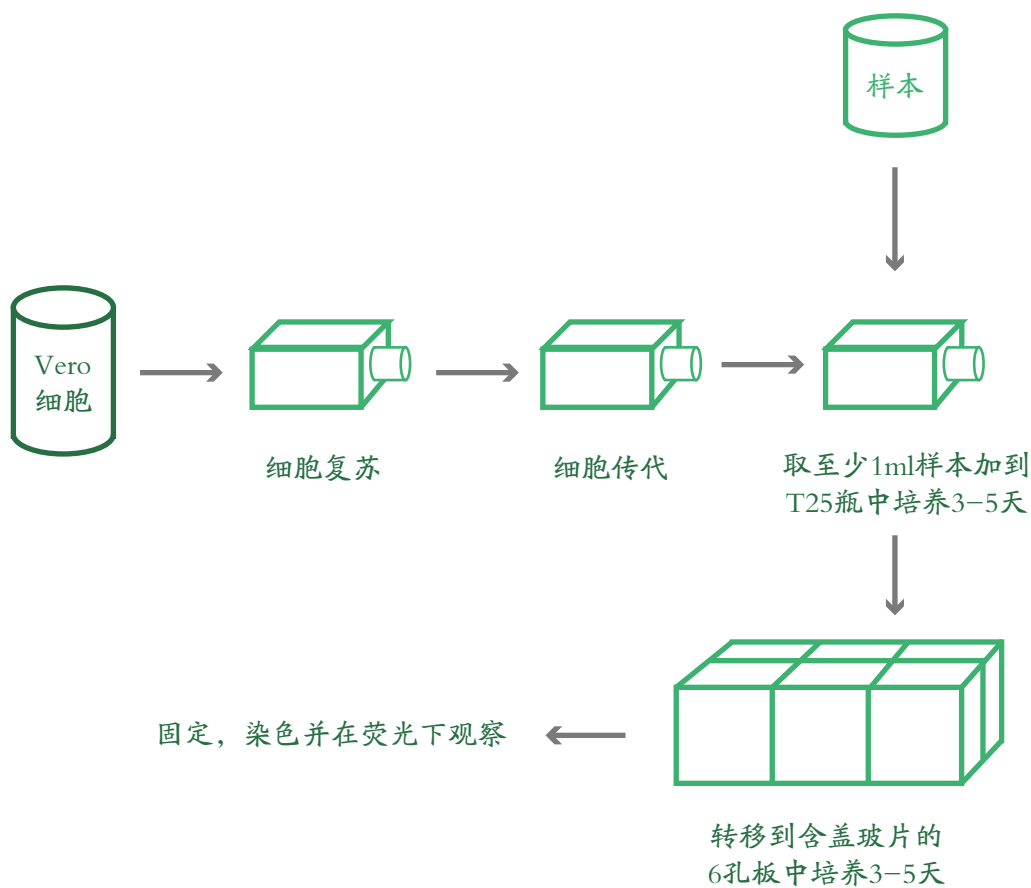 样本
Vero
细胞
细胞复苏
细胞传代
取至少1ml样本加到
T25瓶中培养3-5天
固定，染色并在荧光下观察
转移到含盖玻片的
6孔板中培养3-5天